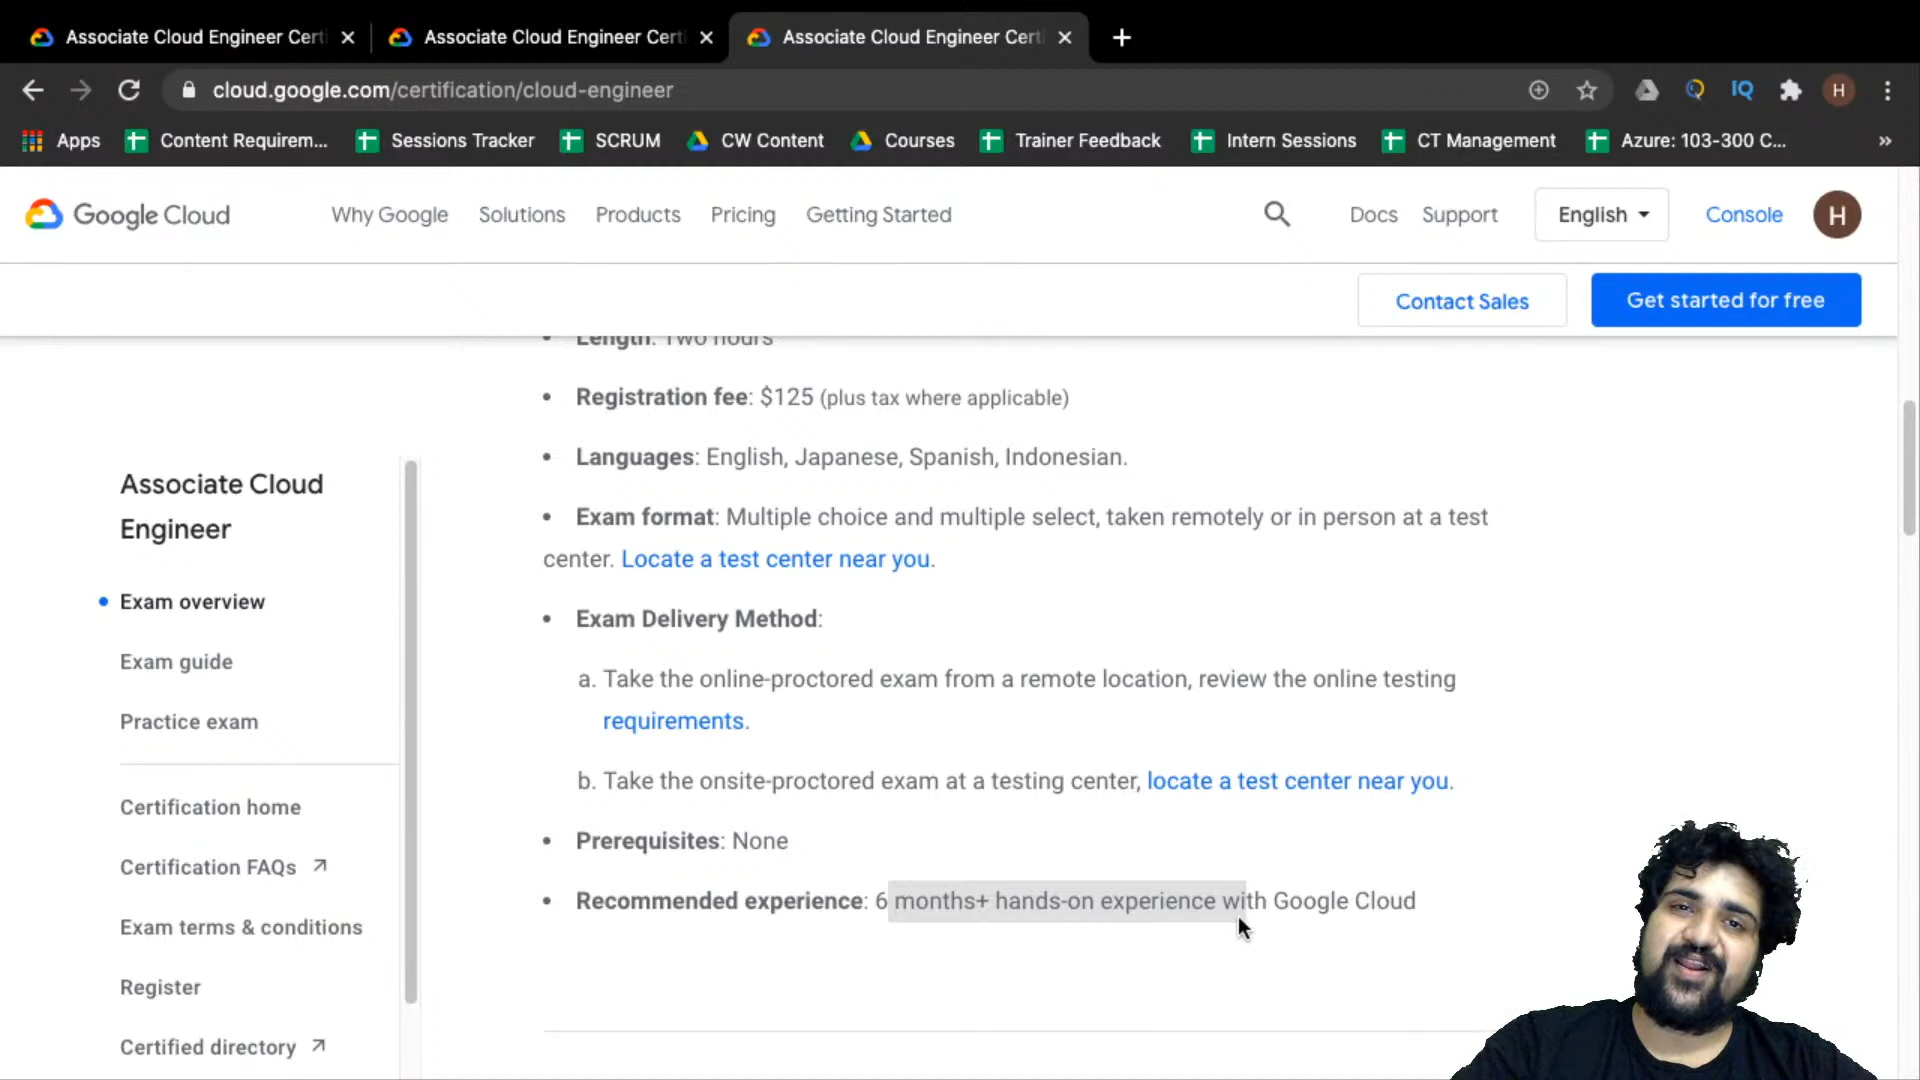 Associate Cloud Engineer Cert
Associate Cloud Engineer Cert
Associate Cloud Engineer Cert
cloud.google.com/certification/cloud-engineer
IQ
H
Apps
Content Requirem...
Sessions Tracker
SCRUM
CW Content
Courses
Trainer Feedback
Intern Sessions
CT Management
Azure: 103-300 C...
»
Google Cloud
Why Google
Solutions
Products
Pricing
Getting Started
Docs
Support
English
Console
H
Contact Sales
Get started for free
• Length: Two hours
• Registration fee: $125 (plus tax where applicable)
• Languages: English, Japanese, Spanish, Indonesian.
• Exam format: Multiple choice and multiple select, taken remotely or in person at a test
center. Locate a test center near you.
• Exam Delivery Method:
a. Take the online-proctored exam from a remote location, review the online testing
requirements.
b. Take the onsite-proctored exam at a testing center, locate a test center near you.
• Prerequisites: None
• Recommended experience: 6 months+ hands-on experience with Google Cloud
Associate Cloud
Engineer
Exam overview
Exam guide
Practice exam
Certification home
Certification FAQs
Exam terms & conditions
Register
Certified directory